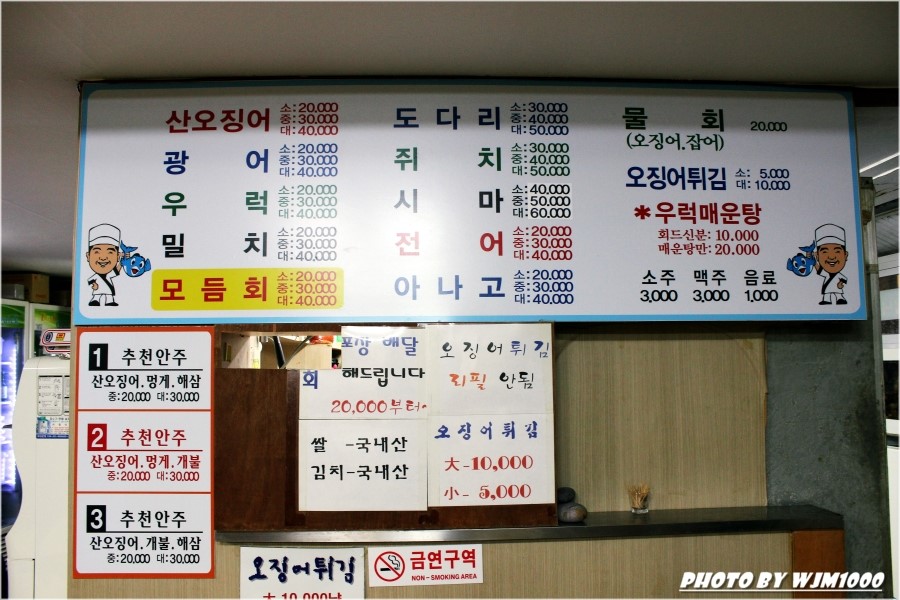 산오징어 소:20,000 중:30,000 대:40,000
광어 소:20,000 중:30,000 대:40,000
우럭 소:20,000 중:30,000 대:40,000
밀치 소:20,000 중:30,000 대:40,000
모듬회 소:20,000 중:30,000 대:40,000
도다리 소:30,000 중:40,000 대:50,000
쥐치 소:30,000 중:40,000 대:50,000
시마 소:40,000 중:50,000 대:60,000
전어 소:20,000 중:30,000 대:40,000
아나고 소:20,000 중:30,000 대:40,000
물회 20,000
(오징어.잡어)
오징어튀김 소: 5,000 대:10,000
*우럭매운탕
회드신분: 10.000
매운탕만: 20.000
소주 맥주 음료
3,000 3,000 1,000
1 추천안주
산오징어.멍게.해삼
중:20,000 대:30,000
2 추천안주
산오징어.멍게.개불
중:20,000 대:30,000
3 추천안주
산오징어.개불.해삼
중:20,000 대:30,000
포장 배달
회 해드립니다
20,000부터
쌀 -국내산
김치-국내산
오징어튀김
리필 안됨
오징어튀김
大-10,000
小- 5,000
오징어튀김
大 10,000냥
금연구역
NON-SMOKING AREA
PHOTO BY WJM1000